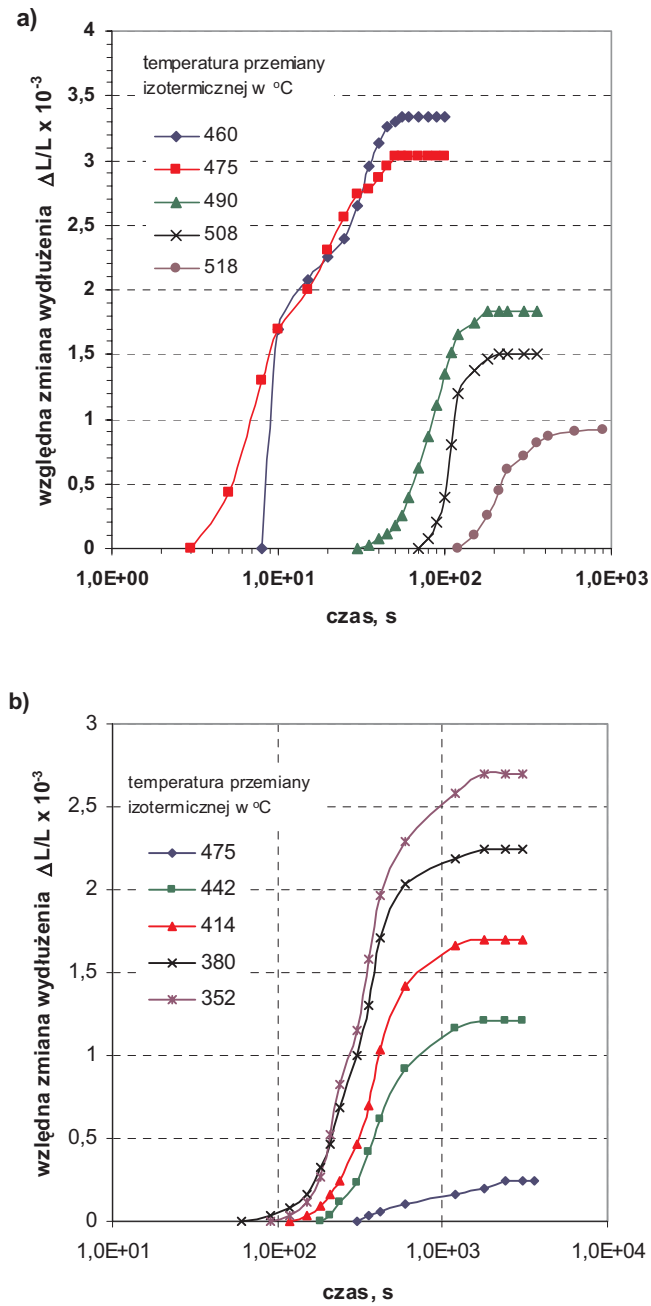 a)
4
3,5
3
2,5
2
1,5
1
0,5
0
względna zmiana wydłużenia ΔL/L x 10⁻³
temperatura przemiany
izotermicznej w °C
460
475
490
508
518
1,0E+00
1,0E+01
1,0E+02
1,0E+03
czas, s
b)
3
2,5
2
1,5
1
0,5
0
wzlędna zmiana wydłużenia ΔL/L x 10⁻³
temperatura przemiany
izotermicznej w °C
475
442
414
380
352
1,0E+01
1,0E+02
1,0E+03
1,0E+04
czas, s